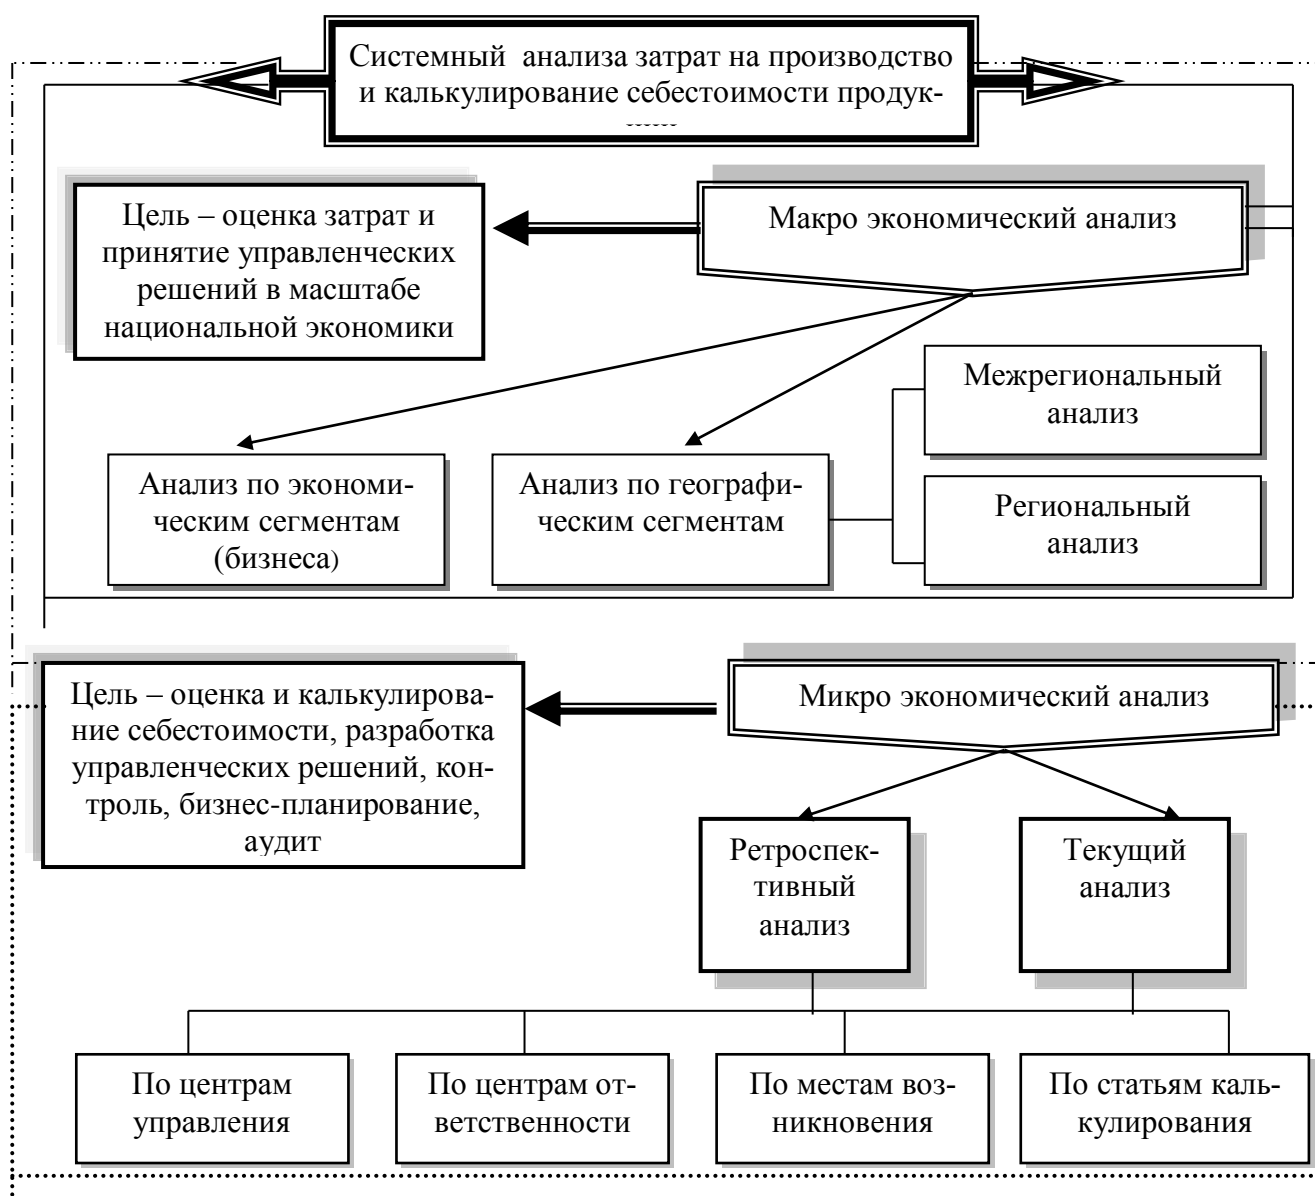 Системный анализа затрат на производство
и калькулирование себестоимости продук-
Цель – оценка затрат и
принятие управленческих
решений в масштабе
национальной экономики
Макро экономический анализ
Межрегиональный
анализ
Анализ по экономи-
ческим сегментам
(бизнеса)
Анализ по географи-
ческим сегментам
Региональный
анализ
Цель – оценка и калькулирова-
ние себестоимости, разработка
управленческих решений, кон-
троль, бизнес-планирование,
аудит
Микро экономический анализ
Ретроспек-
тивный
анализ
Текущий
анализ
По центрам
управления
По центрам от-
ветственности
По местам воз-
никновения
По статьям каль-
кулирования